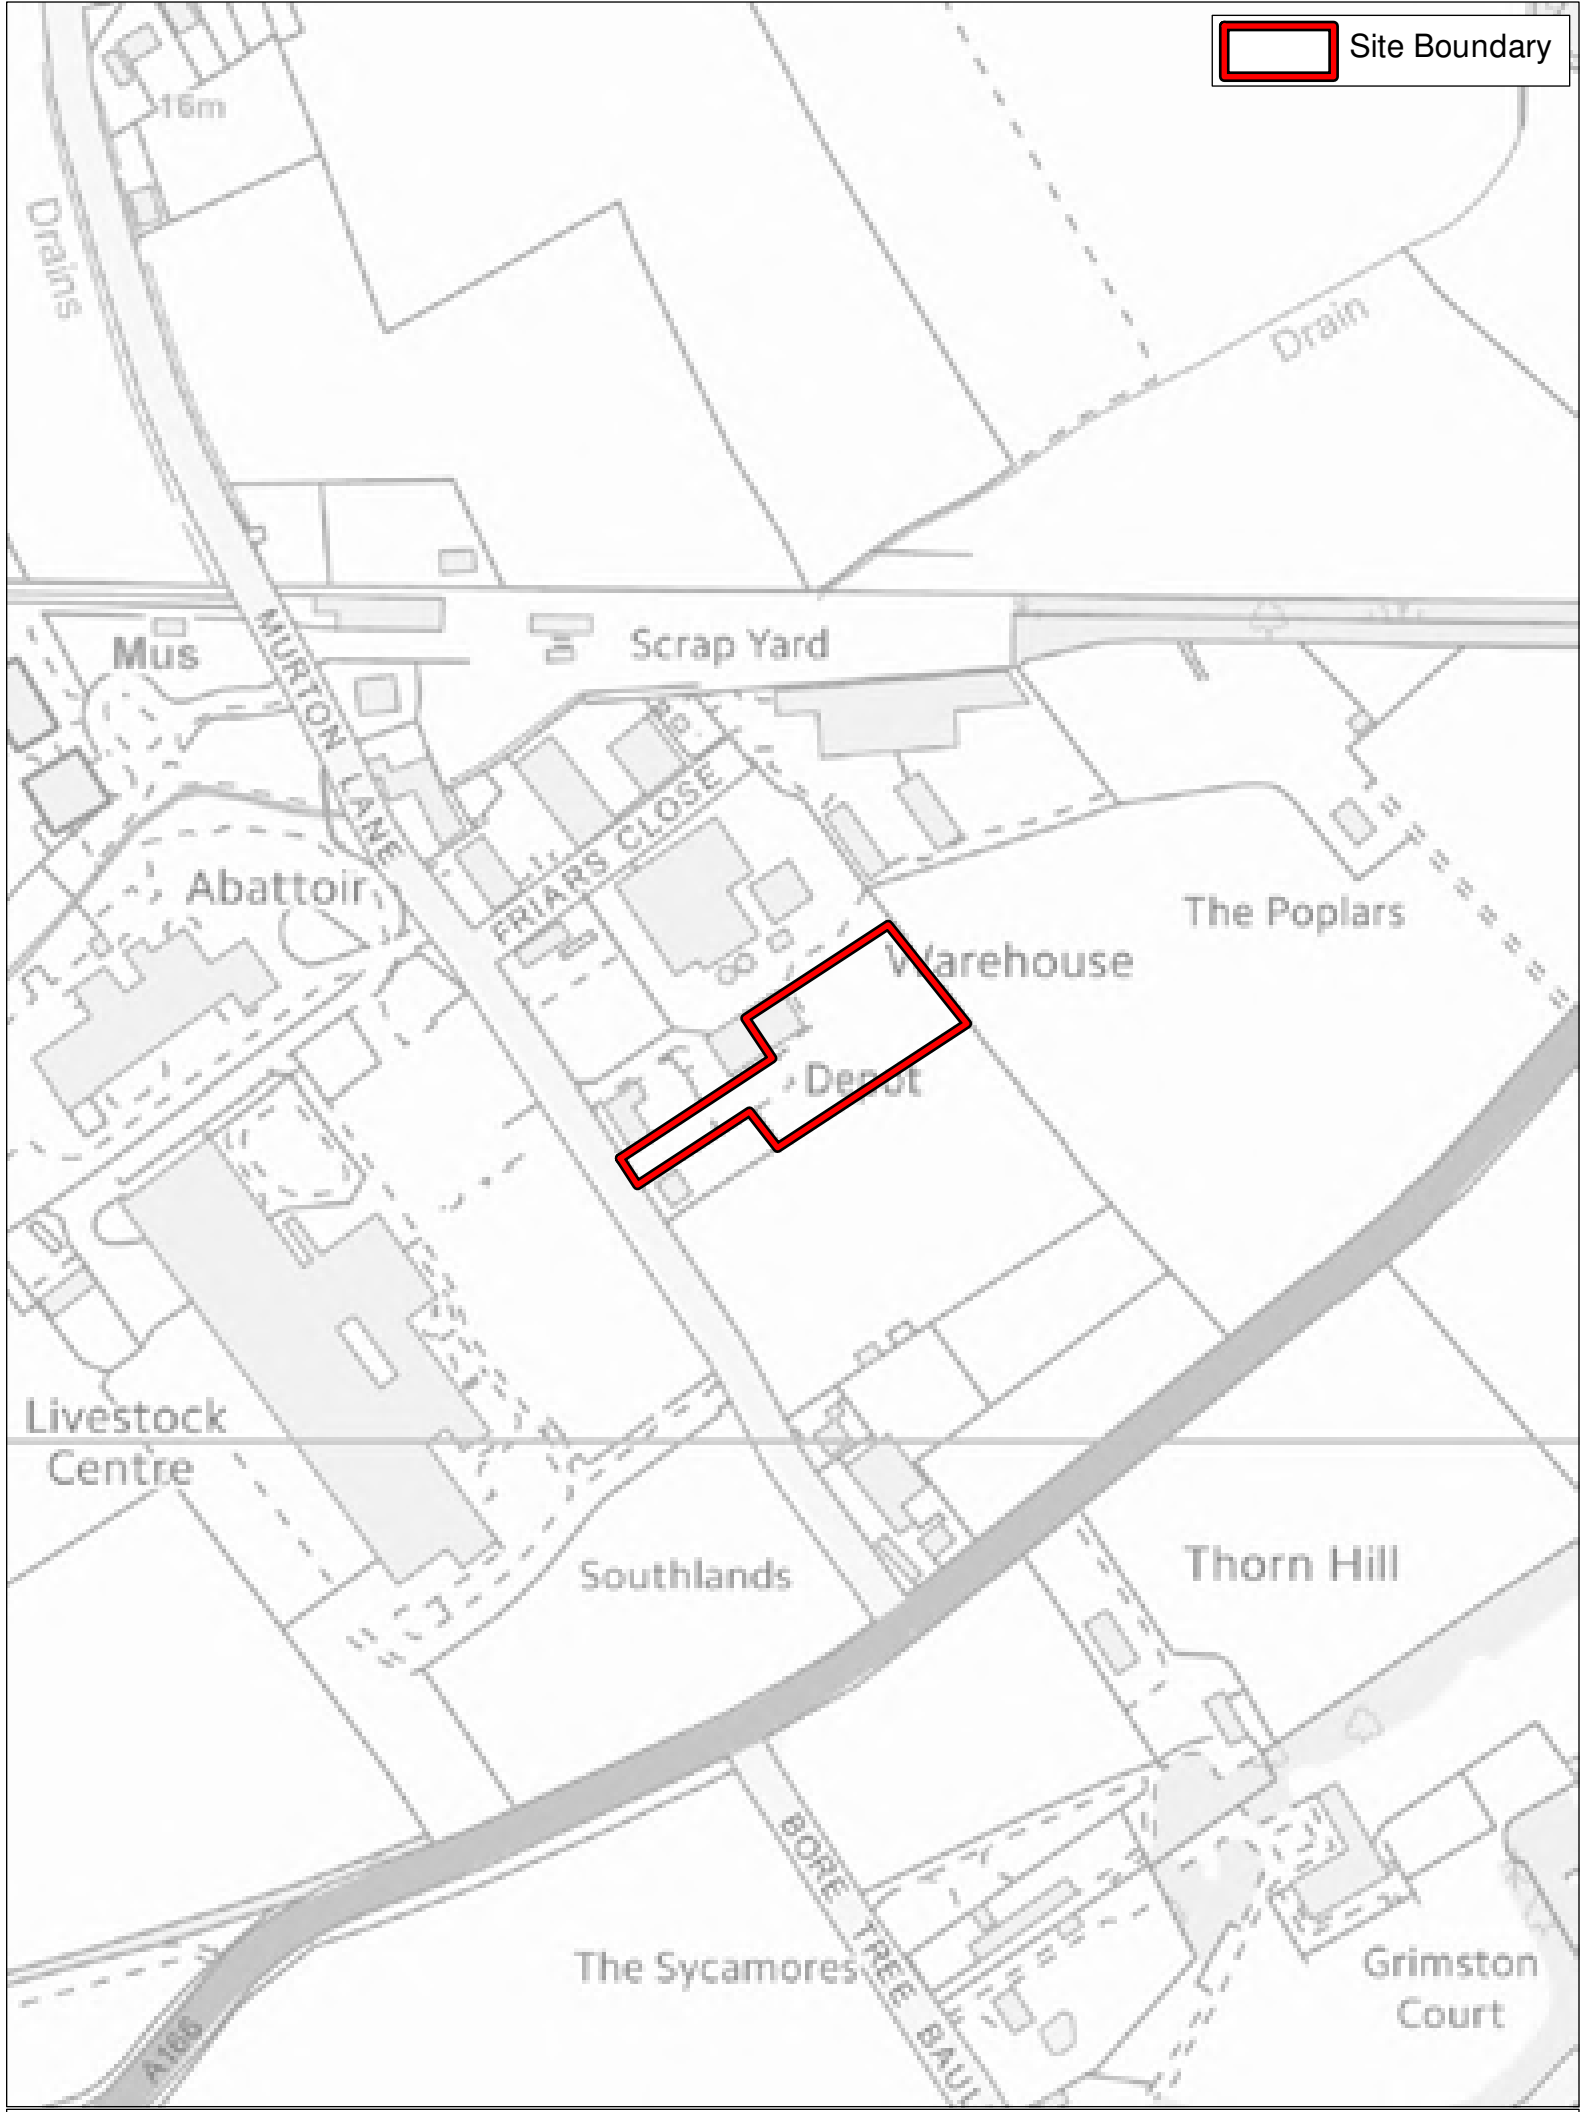 Site Boundary
16m
Drains
Drain
Mus
MURTON LANE
Scrap Yard
FRIARS CLOSE
Abattoir
The Poplars
Warehouse
Depot
Livestock
Centre
Southlands
Thorn Hill
BORE TREE BAUL
The Sycamores
Grimston
Court
A166